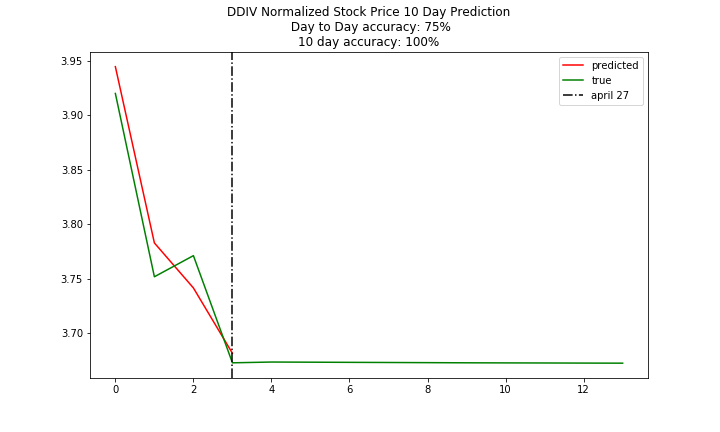 DDIV Normalized Stock Price 10 Day Prediction
Day to Day accuracy: 75%
10 day accuracy: 100%
predicted
true
april 27
3.95
3.90
3.85
3.80
3.75
3.70
0 2 4 6 8 10 12